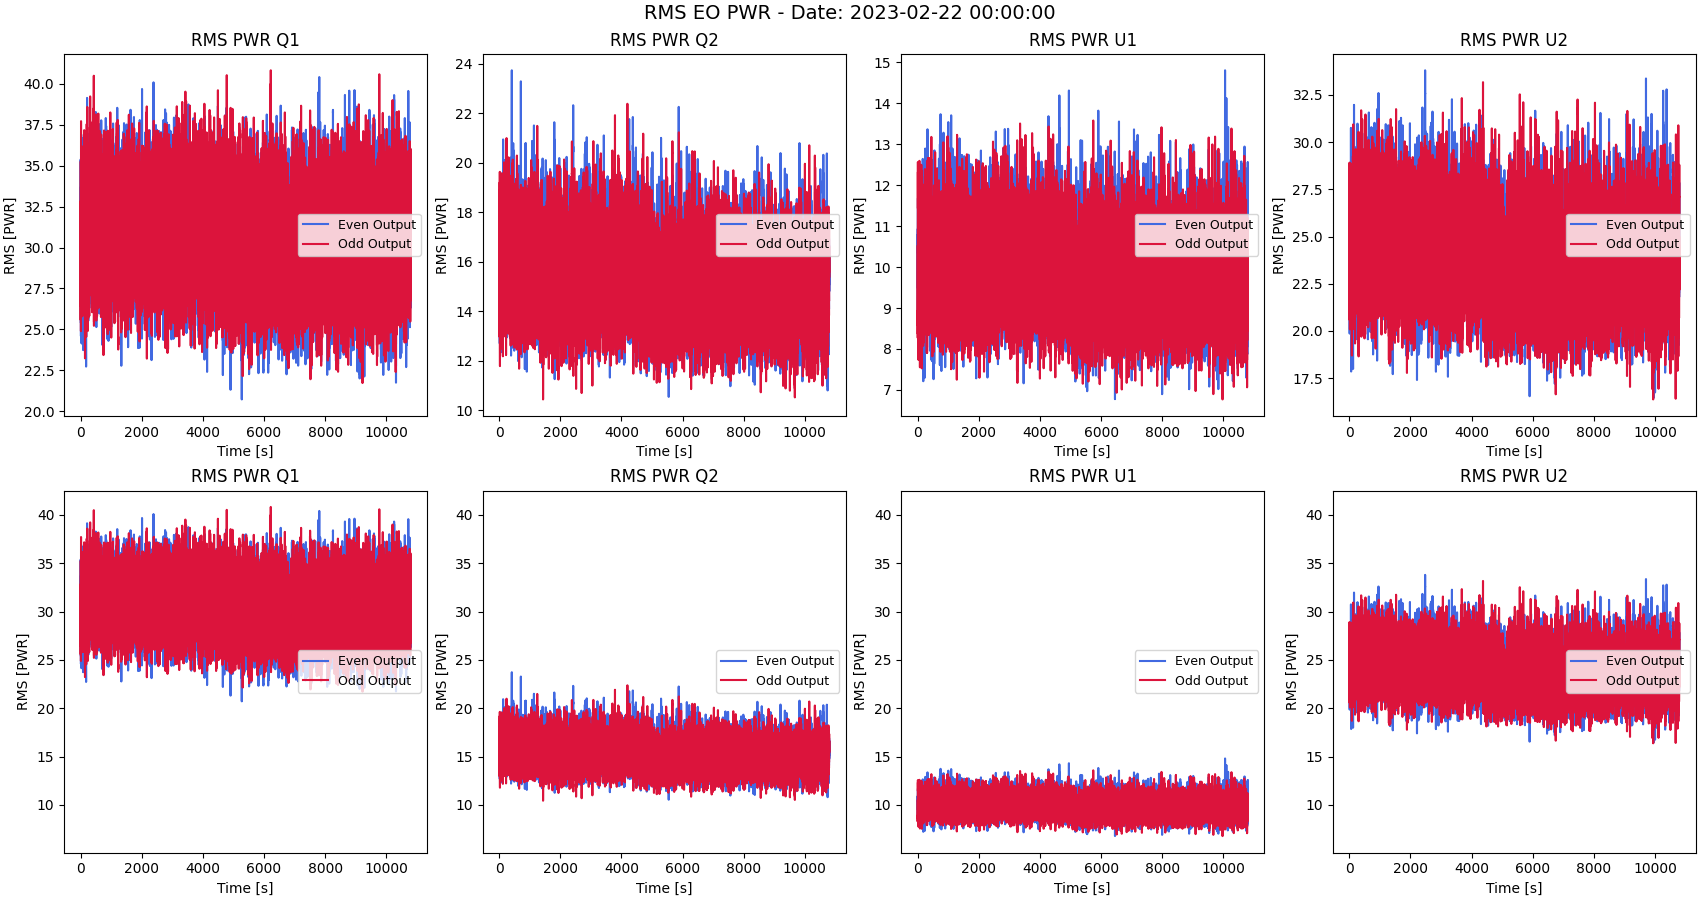 RMS EO PWR - Date: 2023-02-22 00:00:00
RMS PWR Q1
RMS [PWR]
40.0
37.5
35.0
32.5
30.0
27.5
25.0
22.5
20.0
Even Output
Odd Output
0 2000 4000 6000 8000 10000
Time [s]
RMS PWR Q2
RMS [PWR]
24
22
20
18
16
14
12
10
Even Output
Odd Output
0 2000 4000 6000 8000 10000
Time [s]
RMS PWR U1
RMS [PWR]
15
14
13
12
11
10
9
8
7
Even Output
Odd Output
0 2000 4000 6000 8000 10000
Time [s]
RMS PWR U2
RMS [PWR]
32.5
30.0
27.5
25.0
22.5
20.0
17.5
Even Output
Odd Output
0 2000 4000 6000 8000 10000
Time [s]
RMS PWR Q1
RMS [PWR]
40
35
30
25
20
15
10
Even Output
Odd Output
0 2000 4000 6000 8000 10000
Time [s]
RMS PWR Q2
RMS [PWR]
40
35
30
25
20
15
10
Even Output
Odd Output
0 2000 4000 6000 8000 10000
Time [s]
RMS PWR U1
RMS [PWR]
40
35
30
25
20
15
10
Even Output
Odd Output
0 2000 4000 6000 8000 10000
Time [s]
RMS PWR U2
RMS [PWR]
40
35
30
25
20
15
10
Even Output
Odd Output
0 2000 4000 6000 8000 10000
Time [s]